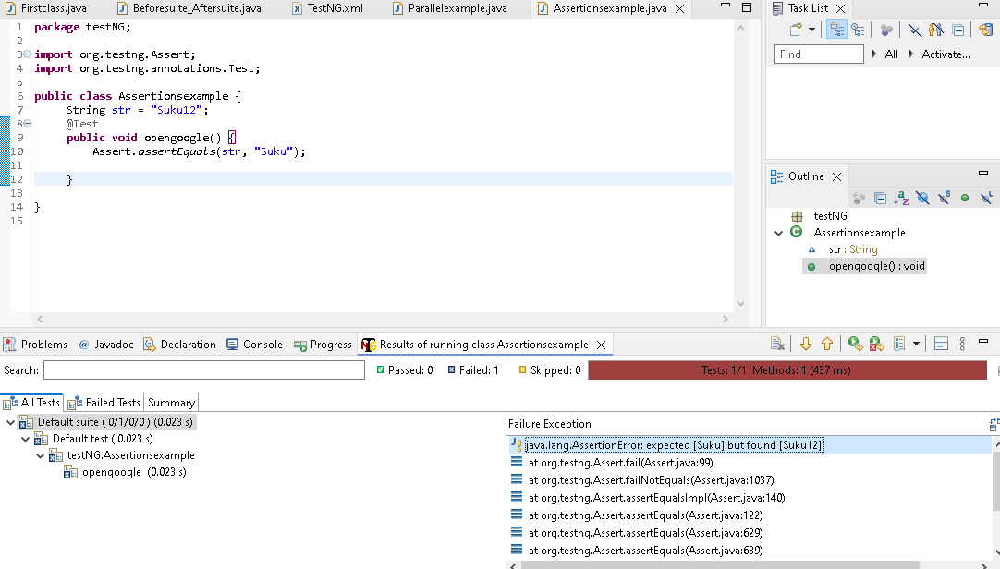 Firstclass.java Beforesuite_Aftersuite.java TestNG.xml Parallelexample.java Assertionsexample.java
1 package testNG;
2
3 import org.testng.Assert;
4 import org.testng.annotations.Test;
5
6 public class Assertionsexample {
7 String str = "Suku12";
8 @Test
9 public void opengoogle() {
10 Assert.assertEquals(str, "Suku");
11
12 }
13
14 }
15
Task List
Find All Activate...
Outline
testNG
Assertionsexample
str : String
opengoogle() : void
Problems @ Javadoc Declaration Console Progress Results of running class Assertionsexample
Search: Passed: 0 Failed: 1 Skipped: 0 Tests: 1/1 Methods: 1 (437 ms)
All Tests Failed Tests Summary
Default suite ( 0/1/0/0 ) (0.023 s)
Default test ( 0.023 s)
testNG.Assertionsexample
opengoogle (0.023 s)
Failure Exception
java.lang.AssertionError: expected [Suku] but found [Suku12]
at org.testng.Assert.fail(Assert.java:99)
at org.testng.Assert.failNotEquals(Assert.java:1037)
at org.testng.Assert.assertEqualsImpl(Assert.java:140)
at org.testng.Assert.assertEquals(Assert.java:122)
at org.testng.Assert.assertEquals(Assert.java:629)
at org.testng.Assert.assertEquals(Assert.java:639)